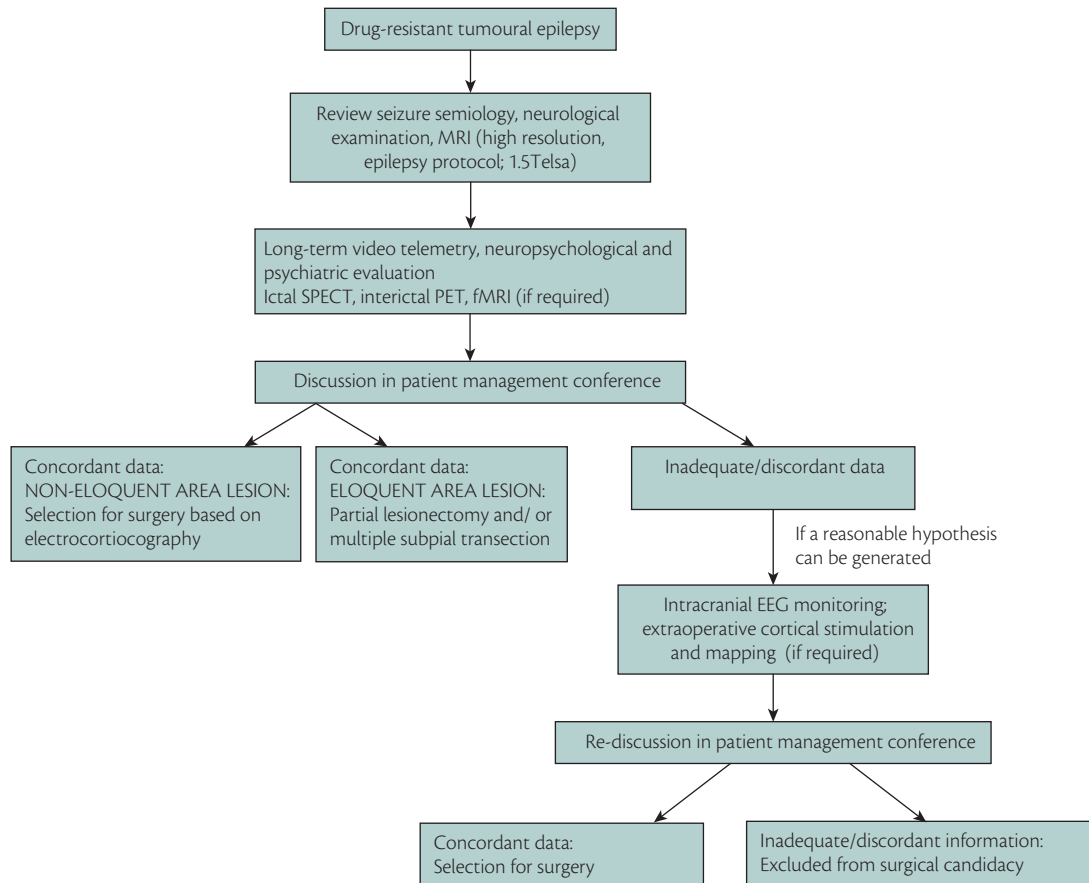 Drug-resistant tumoural epilepsy
Review seizure semiology, neurological
examination, MRI (high resolution,
epilepsy protocol; 1.5Telsa)
Long-term video telemetry, neuropsychological and
psychiatric evaluation
Ictal SPECT, interictal PET, fMRI (if required)
Discussion in patient management conference
Concordant data:
NON-ELOQUENT AREA LESION:
Selection for surgery based on
electrocortiocography
Concordant data:
ELOQUENT AREA LESION:
Partial lesionectomy and/ or
multiple subpial transection
Inadequate/discordant data
If a reasonable hypothesis
can be generated
Intracranial EEG monitoring;
extraoperative cortical stimulation
and mapping (if required)
Re-discussion in patient management conference
Concordant data:
Selection for surgery
Inadequate/discordant information:
Excluded from surgical candidacy